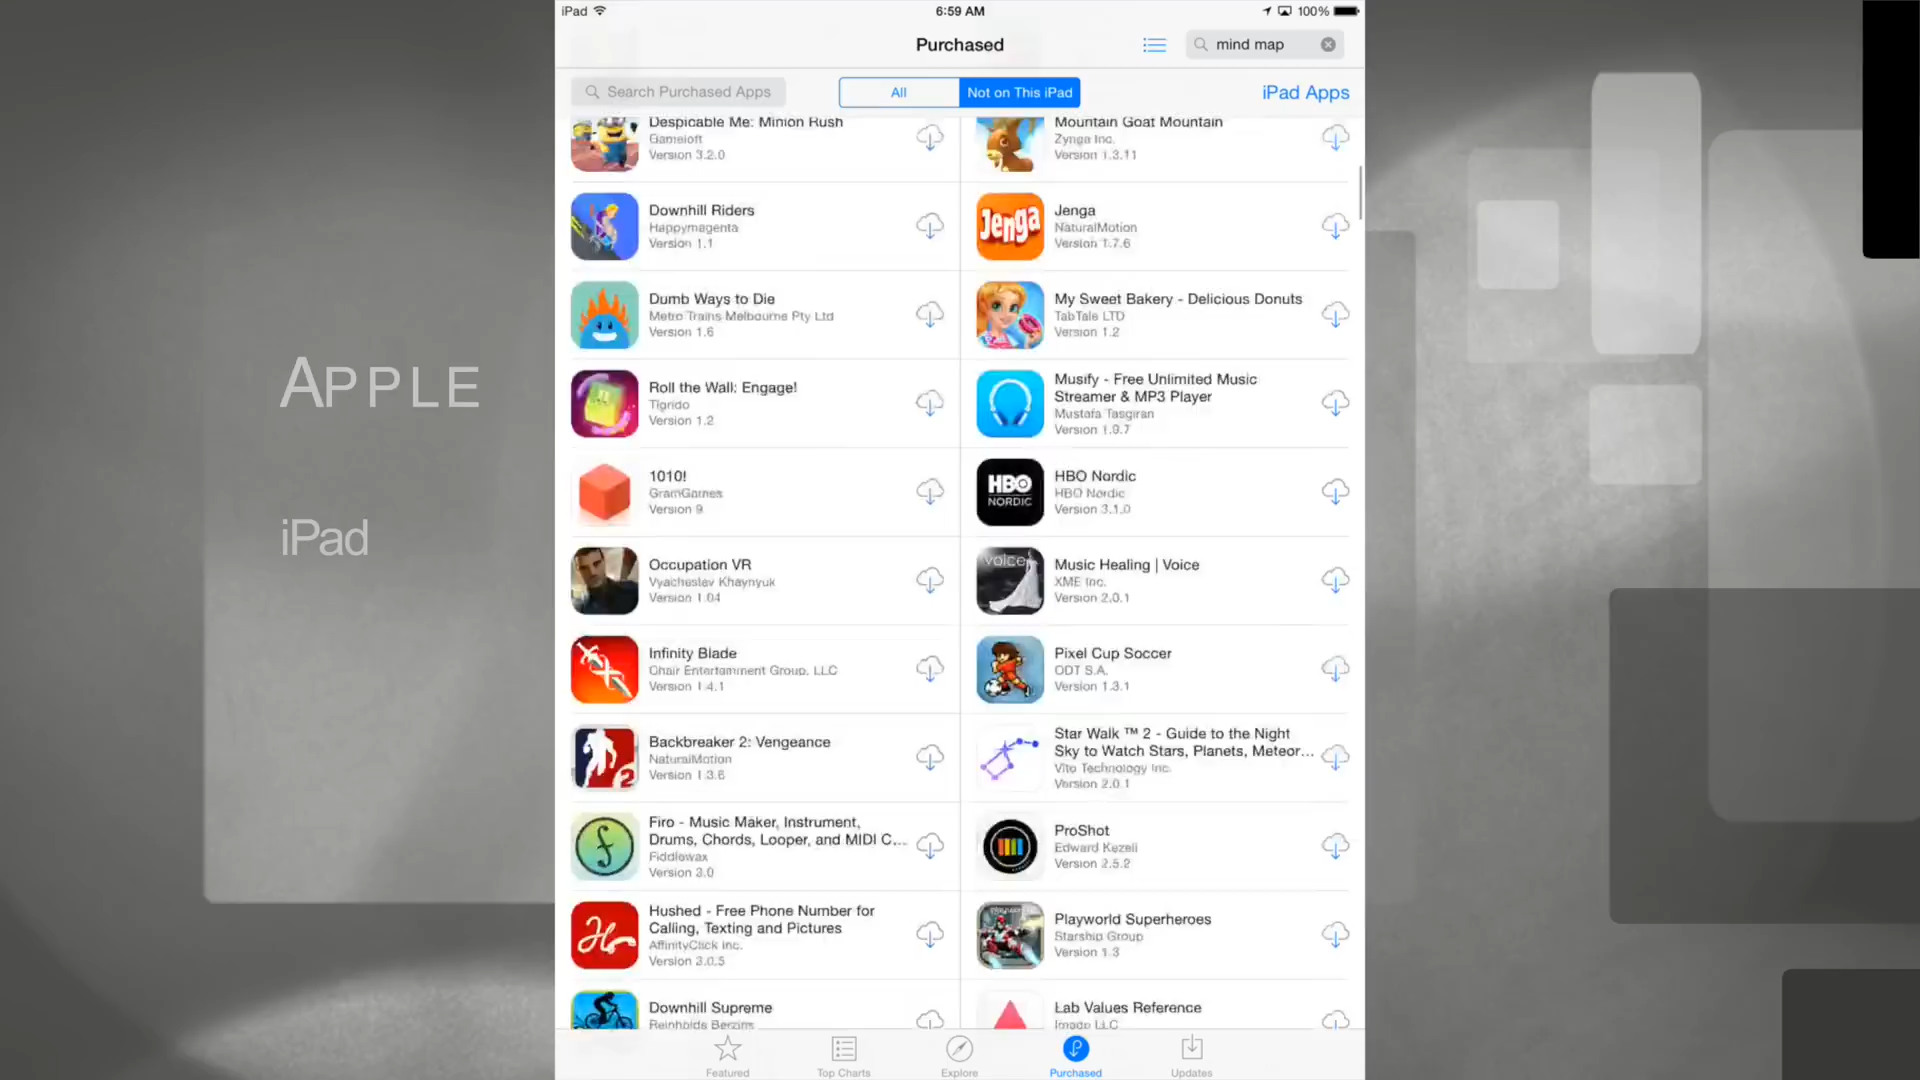 iPad
6:59 AM
100%
Purchased
mind map
Search Purchased Apps
All
Not on This iPad
iPad Apps
APPLE
iPad
Despicable Me: Minion Rush
Gameloft
Version 3.2.0
Mountain Goat Mountain
Zynga Inc.
Version 1.3.11
Downhill Riders
Happymagenta
Version 1.1
Jenga
Jenga
NaturalMotion
Version 1.7.6
Dumb Ways to Die
Metro Trains Melbourne Pty Ltd
Version 1.6
My Sweet Bakery - Delicious Donuts
TabTale LTD
Version 1.2
Roll the Wall: Engage!
Tigrido
Version 1.2
Musify - Free Unlimited Music
Streamer & MP3 Player
Mustafa Tasgiran
Version 1.9.7
1010!
GramGames
Version 9
HBO
NORDIC
HBO Nordic
HBO Nordic
Version 3.1.0
Occupation VR
Vyacheslav Khaynyuk
Version 1.04
voice
Music Healing | Voice
XME Inc.
Version 2.0.1
Infinity Blade
Chair Entertainment Group, LLC
Version 1.4.1
Pixel Cup Soccer
ODT S.A.
Version 1.3.1
2
Backbreaker 2: Vengeance
NaturalMotion
Version 1.3.6
Star Walk ™ 2 - Guide to the Night
Sky to Watch Stars, Planets, Meteor...
Vito Technology Inc.
Version 2.0.1
Firo - Music Maker, Instrument,
Drums, Chords, Looper, and MIDI C...
Fiddlewax
Version 3.0
ProShot
Edward Kezeli
Version 2.5.2
Hushed - Free Phone Number for
Calling, Texting and Pictures
AffinityClick Inc.
Version 3.0.5
Playworld Superheroes
Starship Group
Version 1.3
Downhill Supreme
Reinholds Berzins
Lab Values Reference
Imago LLC
Featured
Top Charts
Explore
Purchased
Updates